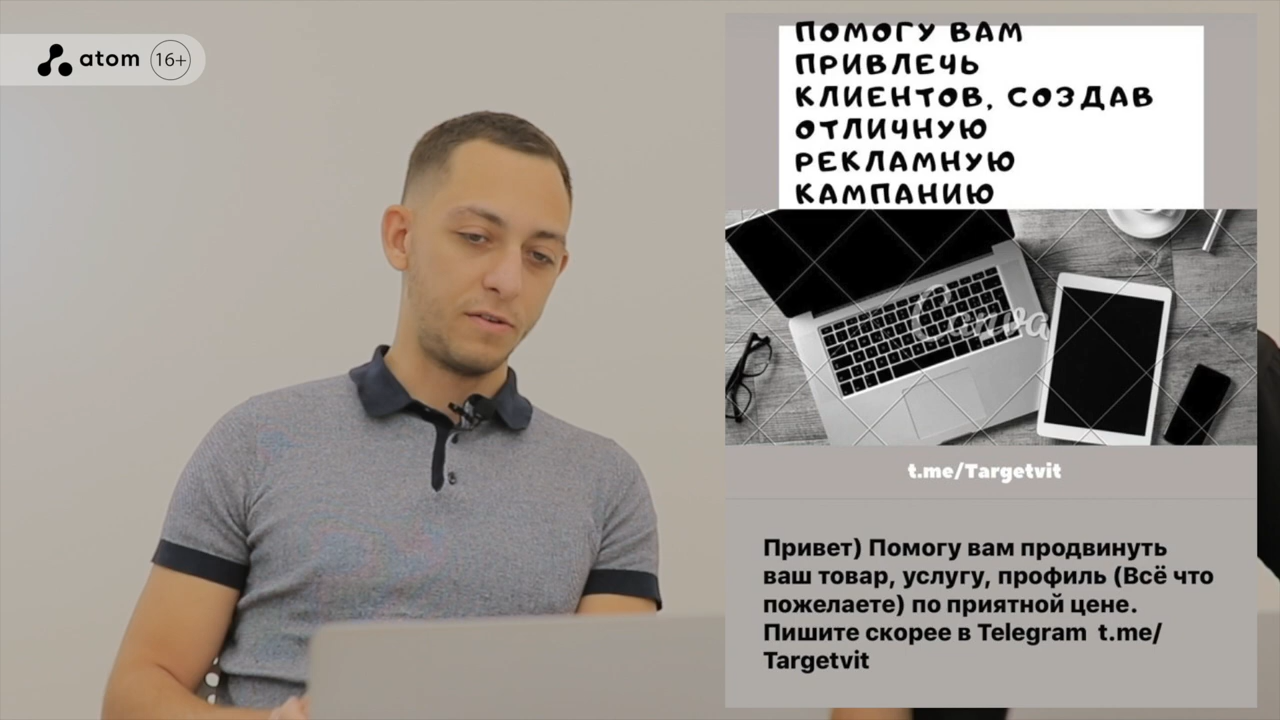 atom 16+
ПОМОГУ ВАМ
ПРИВЛЕЧЬ
КЛИЕНТОВ, СОЗДАВ
ОТЛИЧНУЮ
РЕКЛАМНУЮ
КАМПАНИЮ
Canva
t.me/Targetvit
Привет) Помогу вам продвинуть
ваш товар, услугу, профиль (Всё что
пожелаете) по приятной цене.
Пишите скорее в Telegram t.me/
Targetvit